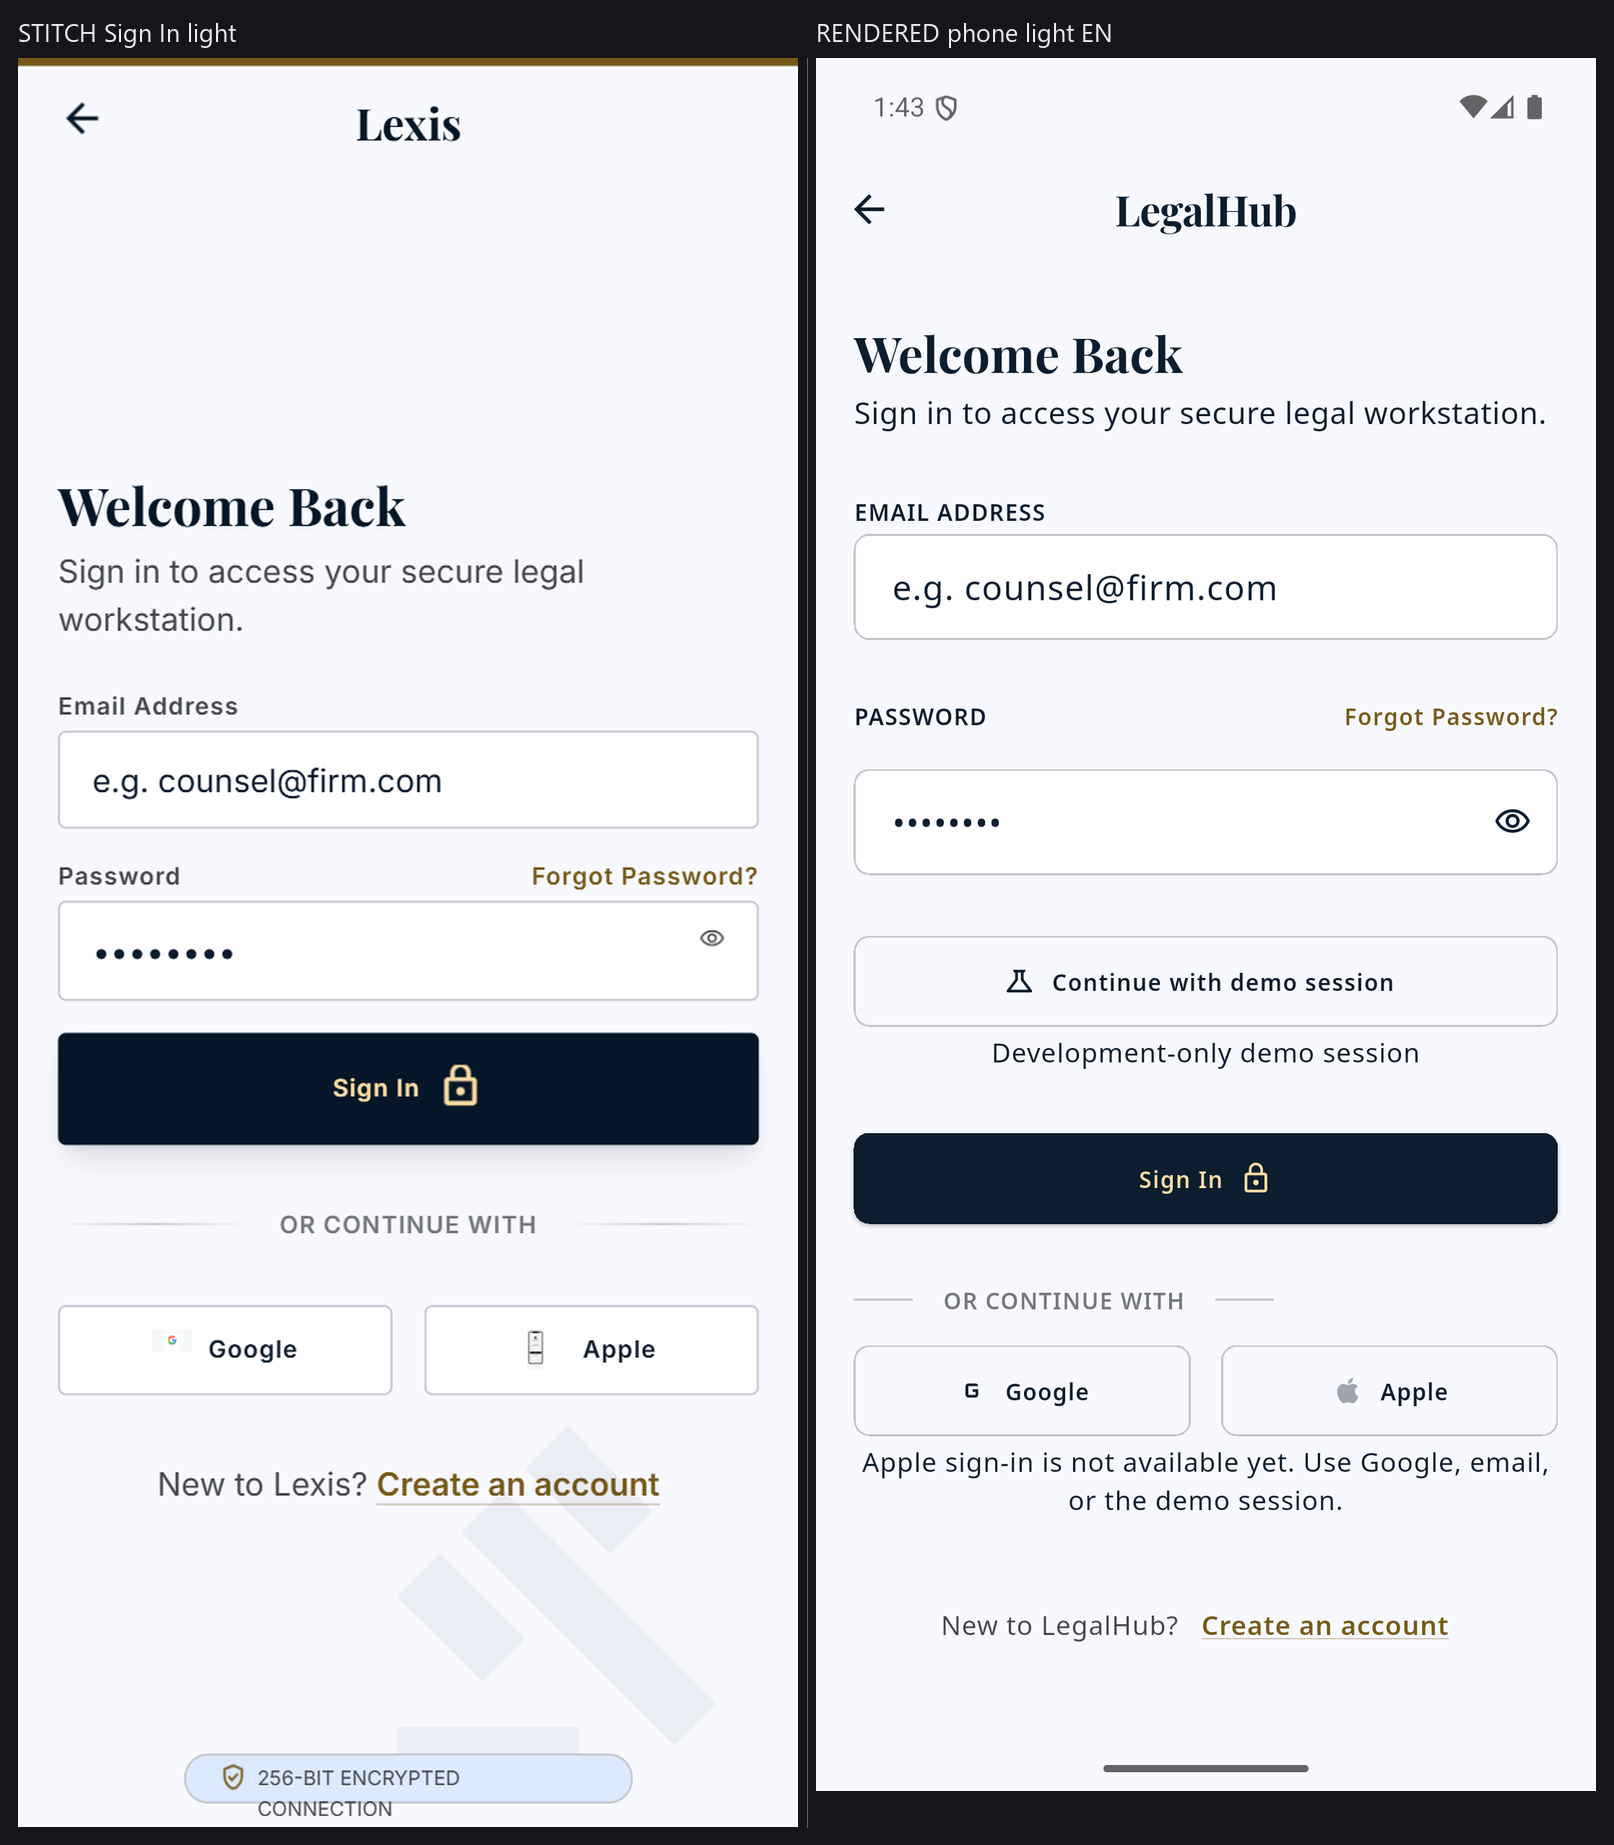 STITCH Sign In light
Lexis
Welcome Back
Sign in to access your secure legal
workstation.
Email Address
e.g. counsel@firm.com
Password
Forgot Password?
••••••••
Sign In
OR CONTINUE WITH
G
Google
Apple
New to Lexis? Create an account
256-BIT ENCRYPTED
CONNECTION
RENDERED phone light EN
1:43
LegalHub
Welcome Back
Sign in to access your secure legal workstation.
EMAIL ADDRESS
e.g. counsel@firm.com
PASSWORD
Forgot Password?
••••••••
Continue with demo session
Development-only demo session
Sign In
OR CONTINUE WITH
G Google
Apple
Apple sign-in is not available yet. Use Google, email,
or the demo session.
New to LegalHub? Create an account